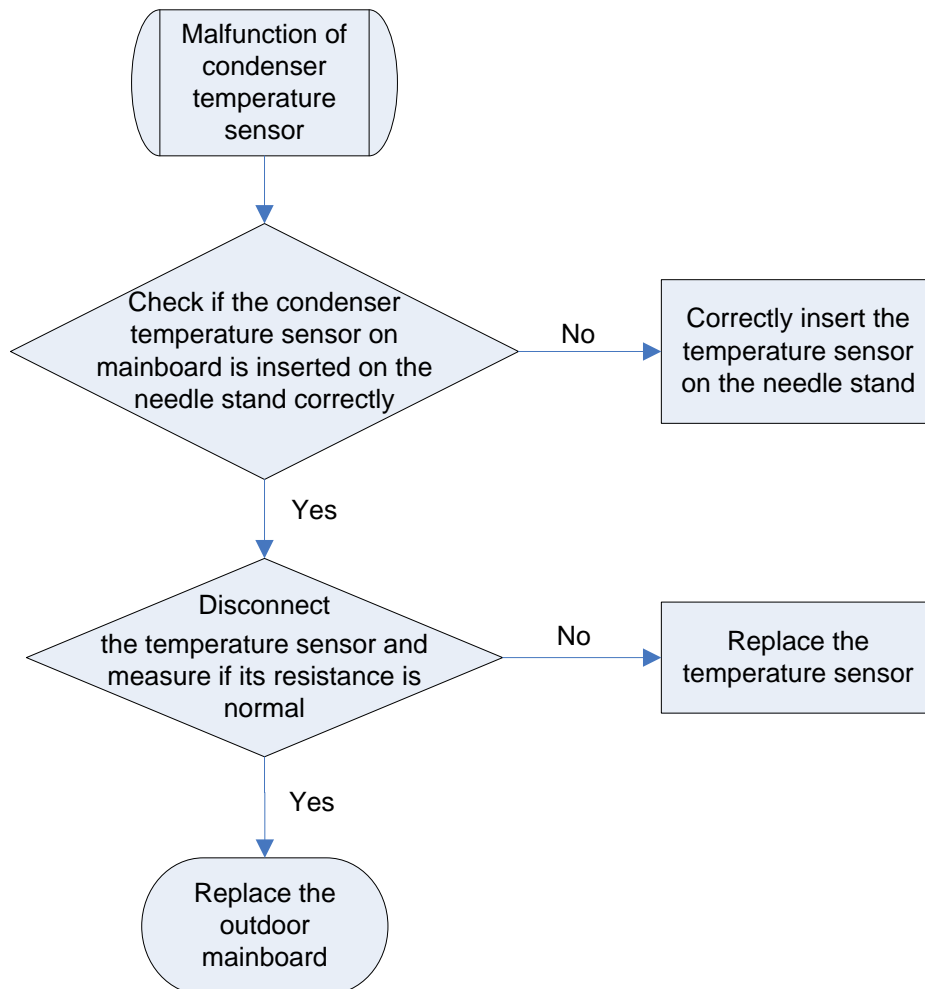 Malfunction of
condenser
temperature
sensor
Check if the condenser
temperature sensor on
mainboard is inserted on the
needle stand correctly
No
Correctly insert the
temperature sensor
on the needle stand
Yes
Disconnect
the temperature sensor and
measure if its resistance is
normal
No
Replace the
temperature sensor
Yes
Replace the
outdoor
mainboard